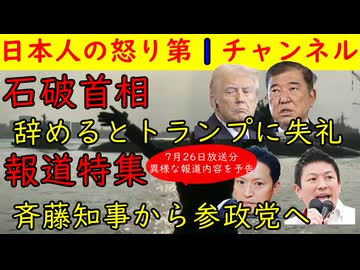 日本人の怒り第1チャンネル
石破首相
辞めるとトランプに失礼
報道特集
7月26日放送分
異様な報道内容を予告
斉藤知事から参政党へ